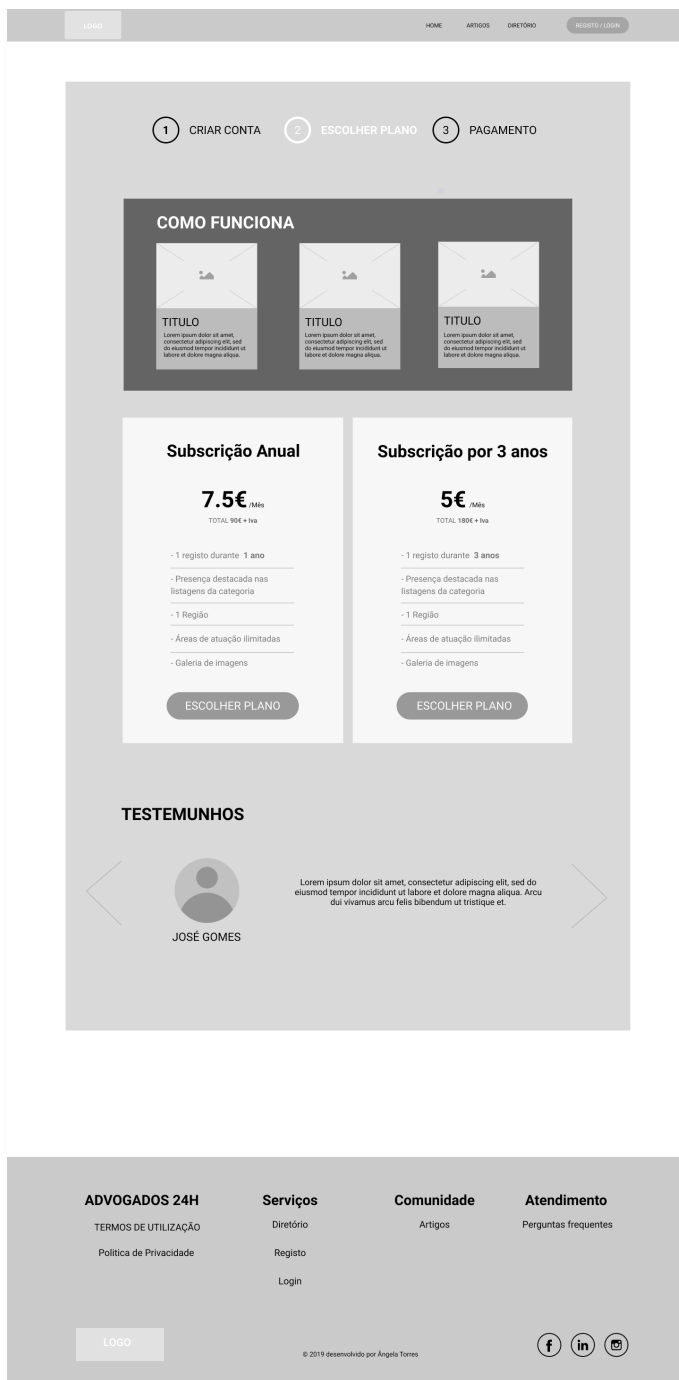 LOGO
HOME ARTIGOS DIRETÓRIO REGISTO / LOGIN
1 CRIAR CONTA 2 ESCOLHER PLANO 3 PAGAMENTO
COMO FUNCIONA
TITULO
Lorem ipsum dolor sit amet,
consectetur adipiscing elit, sed
do eiusmod tempor incididunt ut
labore et dolore magna aliqua.
TITULO
Lorem ipsum dolor sit amet,
consectetur adipiscing elit, sed
do eiusmod tempor incididunt ut
labore et dolore magna aliqua.
TITULO
Lorem ipsum dolor sit amet,
consectetur adipiscing elit, sed
do eiusmod tempor incididunt ut
labore et dolore magna aliqua.
Subscrição Anual
7.5€ /Mês
TOTAL 90€ + Iva
- 1 registo durante 1 ano
- Presença destacada nas
listagens da categoria
- 1 Região
- Áreas de atuação ilimitadas
- Galeria de imagens
ESCOLHER PLANO
Subscrição por 3 anos
5€ /Mês
TOTAL 180€ + Iva
- 1 registo durante 3 anos
- Presença destacada nas
listagens da categoria
- 1 Região
- Áreas de atuação ilimitadas
- Galeria de imagens
ESCOLHER PLANO
TESTEMUNHOS
JOSÉ GOMES
Lorem ipsum dolor sit amet, consectetur adipiscing elit, sed do
eiusmod tempor incididunt ut labore et dolore magna aliqua. Arcu
dui vivamus arcu felis bibendum ut tristique et.
ADVOGADOS 24H
TERMOS DE UTILIZAÇÃO
Politica de Privacidade
Serviços
Diretório
Registo
Login
Comunidade
Artigos
Atendimento
Perguntas frequentes
LOGO
© 2019 desenvolvido por Ângela Torres
f in